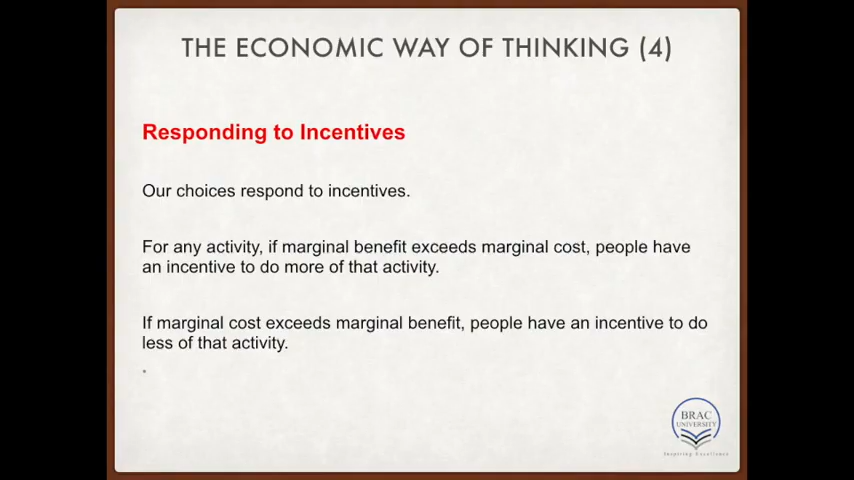 THE ECONOMIC WAY OF THINKING (4)
Responding to Incentives
Our choices respond to incentives.
For any activity, if marginal benefit exceeds marginal cost, people have
an incentive to do more of that activity.
If marginal cost exceeds marginal benefit, people have an incentive to do
less of that activity.
BRAC
UNIVERSITY
Inspiring Excellence